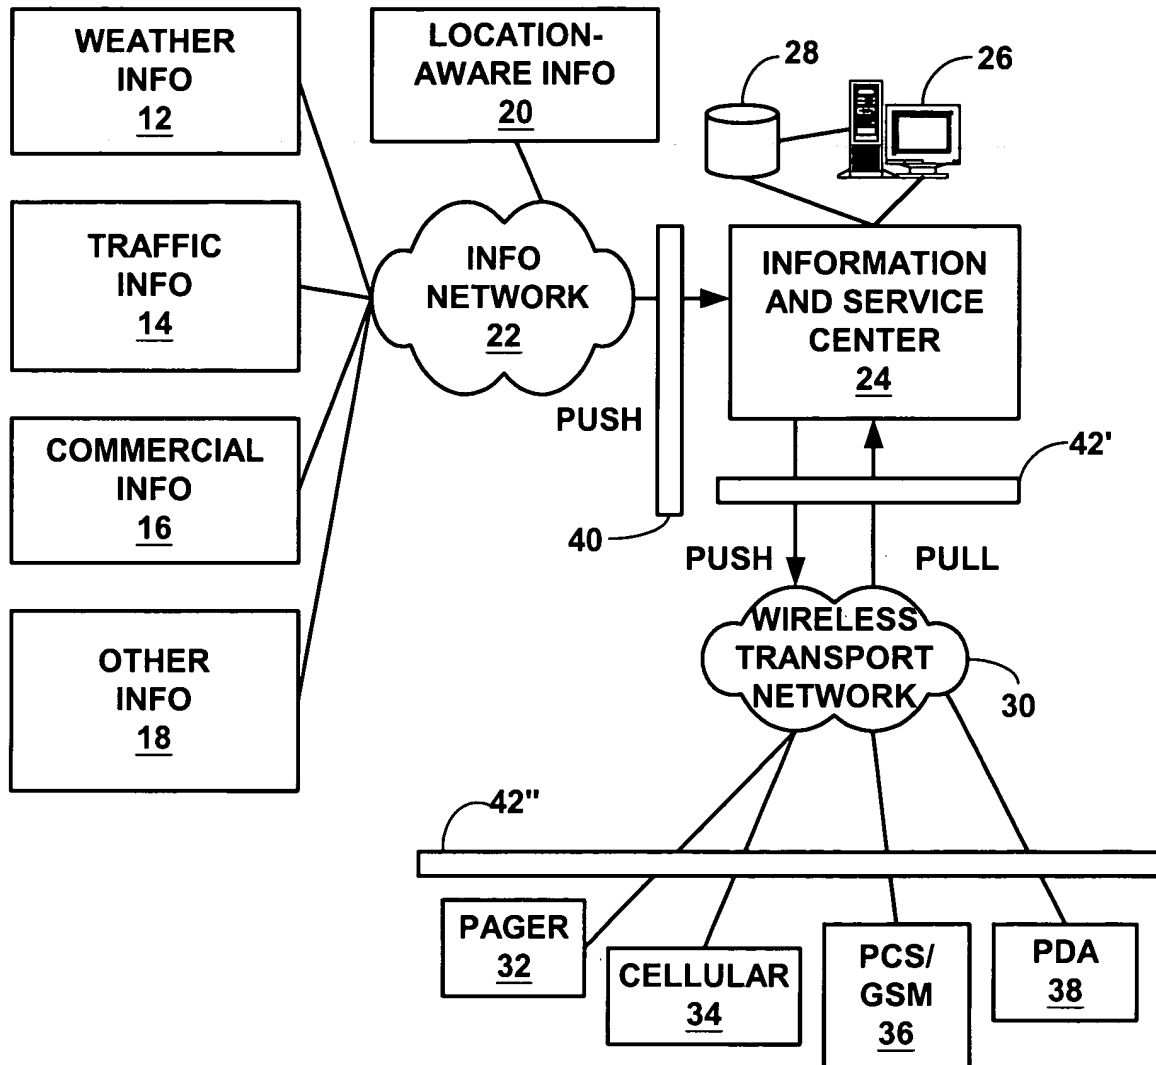 WEATHER
INFO
12
LOCATION-
AWARE INFO
20
28
26
TRAFFIC
INFO
14
INFO
NETWORK
22
INFORMATION
AND SERVICE
CENTER
24
PUSH
COMMERCIAL
INFO
16
42'
40
PUSH
PULL
OTHER
INFO
18
WIRELESS
TRANSPORT
NETWORK
30
42"
PAGER
32
CELLULAR
34
PCS/
GSM
36
PDA
38